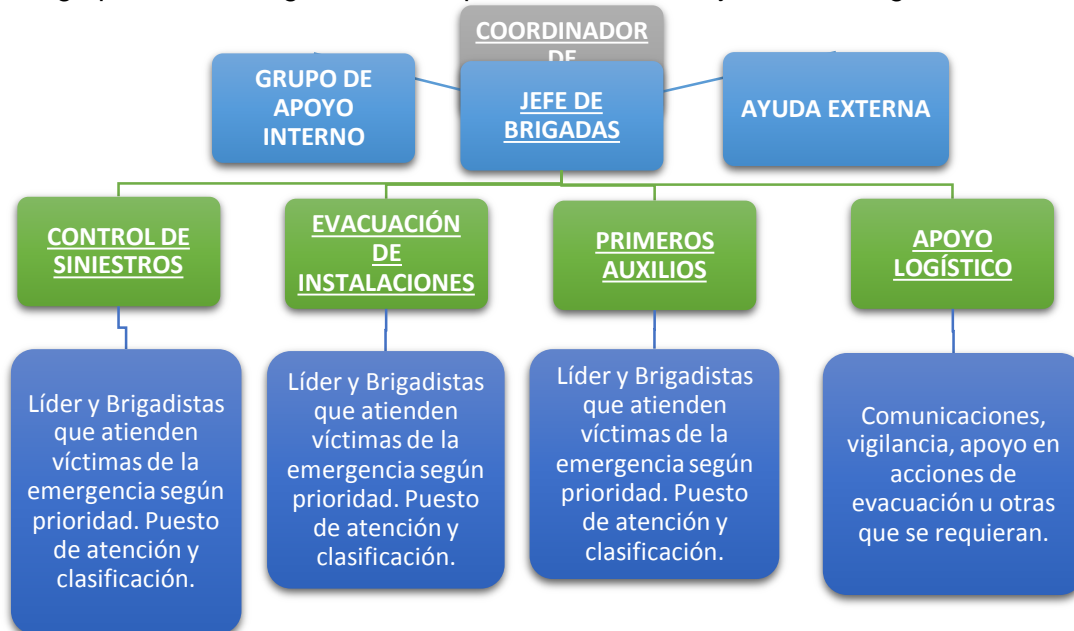 COORDINADOR
DE
GRUPO DE
APOYO
INTERNO
JEFE DE
BRIGADAS
AYUDA EXTERNA
CONTROL DE
SINIESTROS
EVACUACIÓN
DE
INSTALACIONES
PRIMEROS
AUXILIOS
APOYO
LOGÍSTICO
Líder y Brigadistas
que atienden
víctimas de la
emergencia según
prioridad. Puesto
de atención y
clasificación.
Líder y Brigadistas
que atienden
víctimas de la
emergencia según
prioridad. Puesto
de atención y
clasificación.
Líder y Brigadistas
que atienden
víctimas de la
emergencia según
prioridad. Puesto
de atención y
clasificación.
Comunicaciones,
vigilancia, apoyo en
acciones de
evacuación u otras
que se requieran.